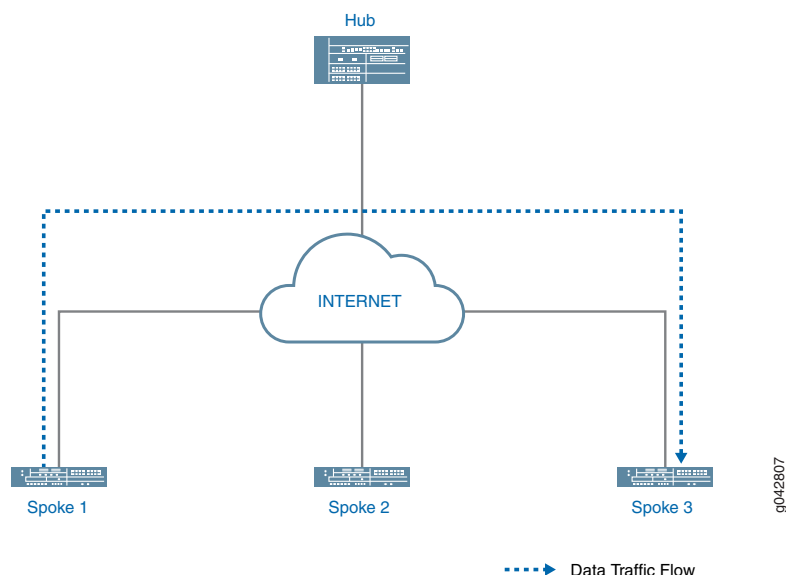 Hub
INTERNET
Spoke 1
Spoke 2
Spoke 3
g042807
Data Traffic Flow